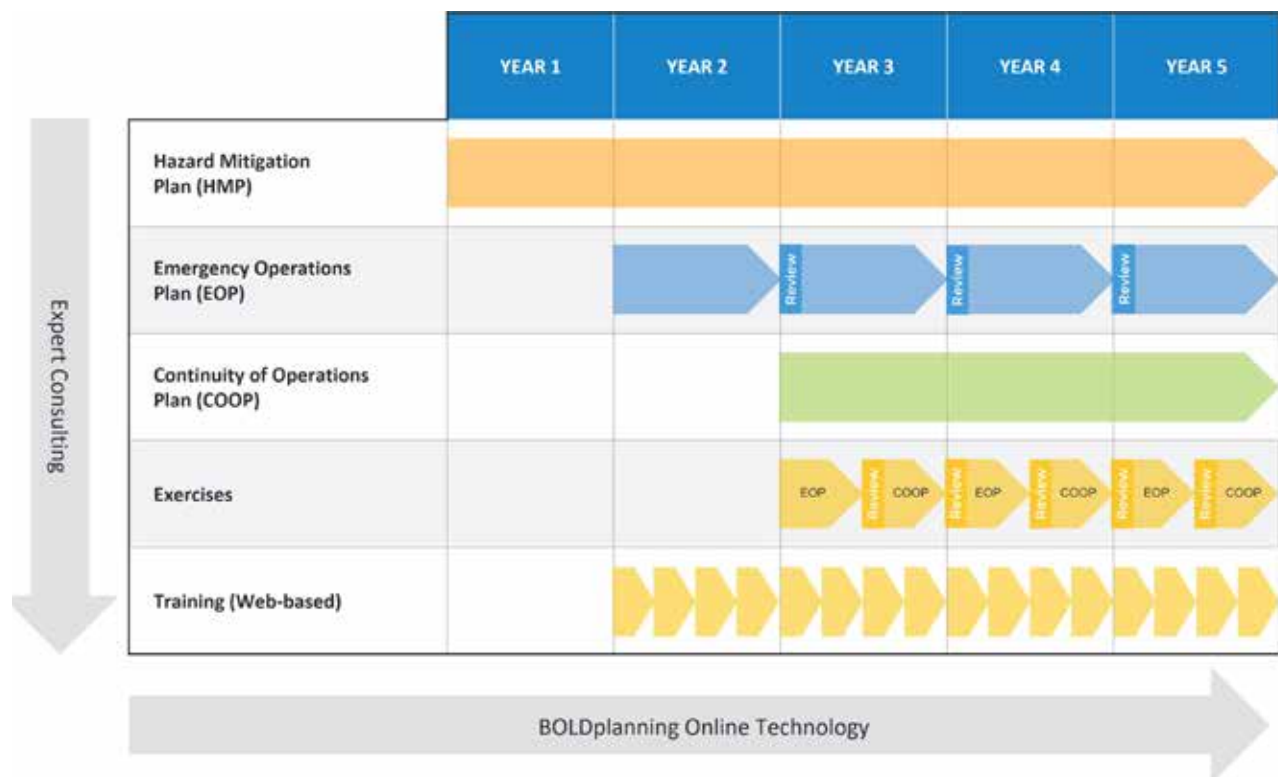 YEAR 1
YEAR 2
YEAR 3
YEAR 4
YEAR 5
Expert Consulting
Hazard Mitigation
Plan (HMP)
Emergency Operations
Plan (EOP)
Review
Review
Review
Continuity of Operations
Plan (COOP)
Exercises
EOP
Review
COOP
Review
EOP
Review
COOP
Review
EOP
Review
COOP
Training (Web-based)
BOLDplanning Online Technology